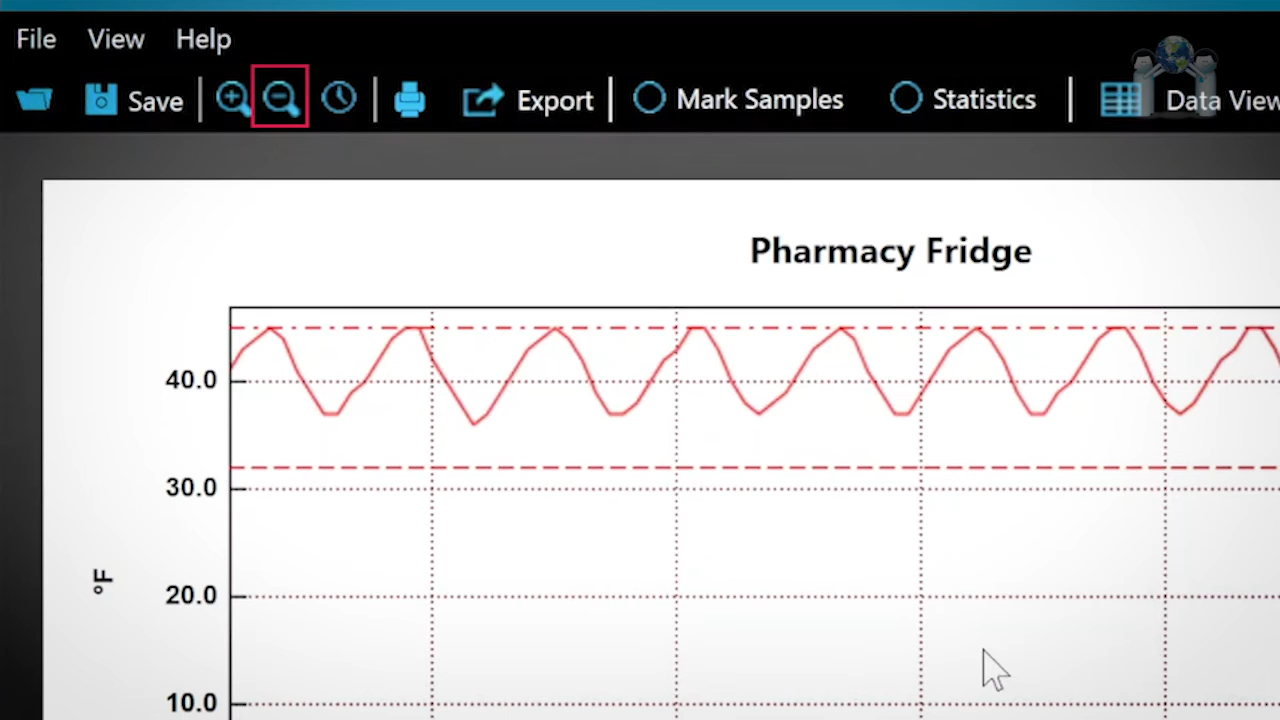 File View Help
Save Export Mark Samples Statistics Data View
Pharmacy Fridge
40.0
30.0
°F
20.0
10.0